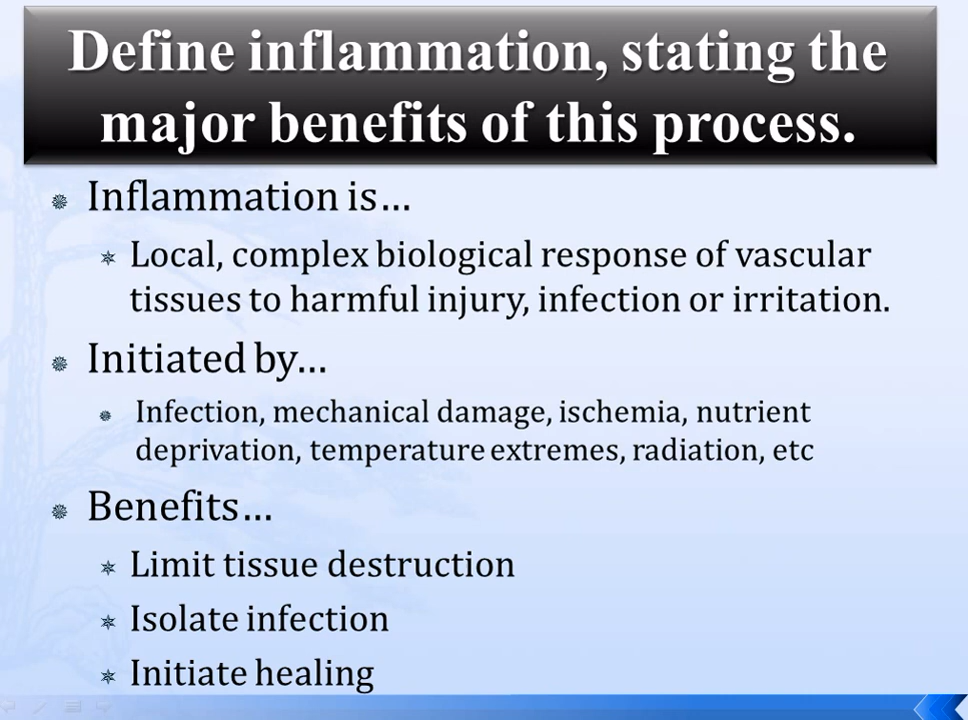 Define inflammation, stating the
major benefits of this process.
Inflammation is…
Local, complex biological response of vascular
tissues to harmful injury, infection or irritation.
Initiated by…
Infection, mechanical damage, ischemia, nutrient
deprivation, temperature extremes, radiation, etc
Benefits…
Limit tissue destruction
Isolate infection
Initiate healing